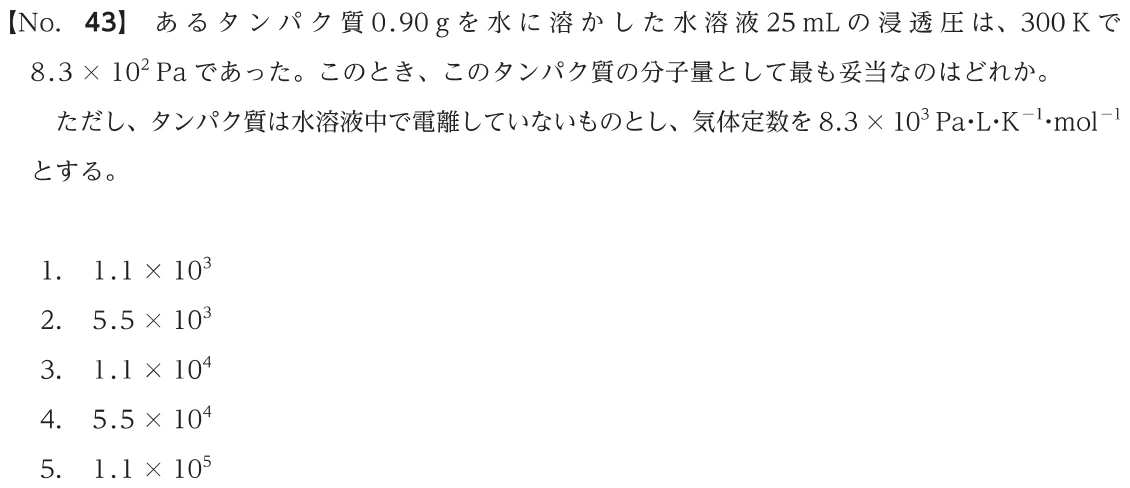 【No. 43】 あるタンパク質0.90 gを水に溶かした水溶液25 mLの浸透圧は、300 Kで
8.3 × 10² Paであった。このとき、このタンパク質の分子量として最も妥当なのはどれか。
ただし、タンパク質は水溶液中で電離していないものとし、気体定数を8.3 × 10³ Pa·L·K⁻¹·mol⁻¹
とする。
1. 1.1 × 10³
2. 5.5 × 10³
3. 1.1 × 10⁴
4. 5.5 × 10⁴
5. 1.1 × 10⁵